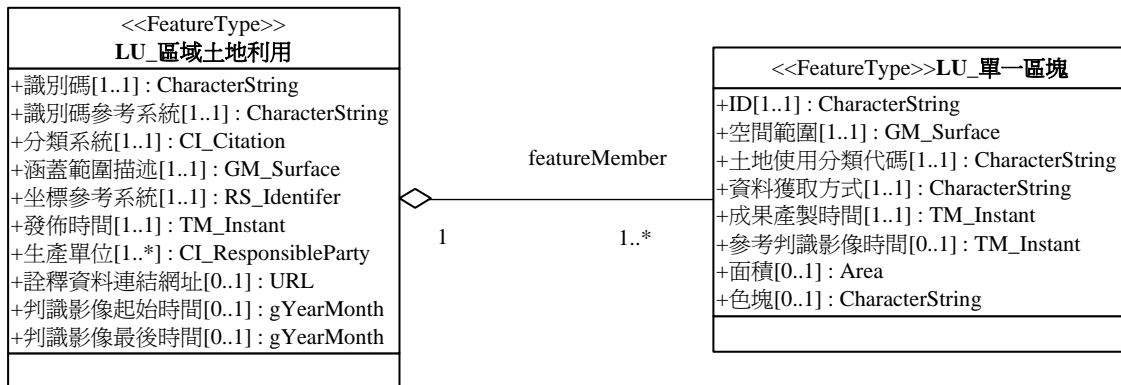 <<FeatureType>>
LU_區域土地利用
+識別碼[1..1] : CharacterString
+識別碼參考系統[1..1] : CharacterString
+分類系統[1..1] : CI_Citation
+涵蓋範圍描述[1..1] : GM_Surface
+坐標參考系統[1..1] : RS_Identifer
+發佈時間[1..1] : TM_Instant
+生產單位[1..*] : CI_ResponsibleParty
+詮釋資料連結網址[0..1] : URL
+判識影像起始時間[0..1] : gYearMonth
+判識影像最後時間[0..1] : gYearMonth
featureMember
1
1..*
<<FeatureType>>LU_單一區塊
+ID[1..1] : CharacterString
+空間範圍[1..1] : GM_Surface
+土地使用分類代碼[1..1] : CharacterString
+資料獲取方式[1..1] : CharacterString
+成果產製時間[1..1] : TM_Instant
+參考判識影像時間[0..1] : TM_Instant
+面積[0..1] : Area
+色塊[0..1] : CharacterString